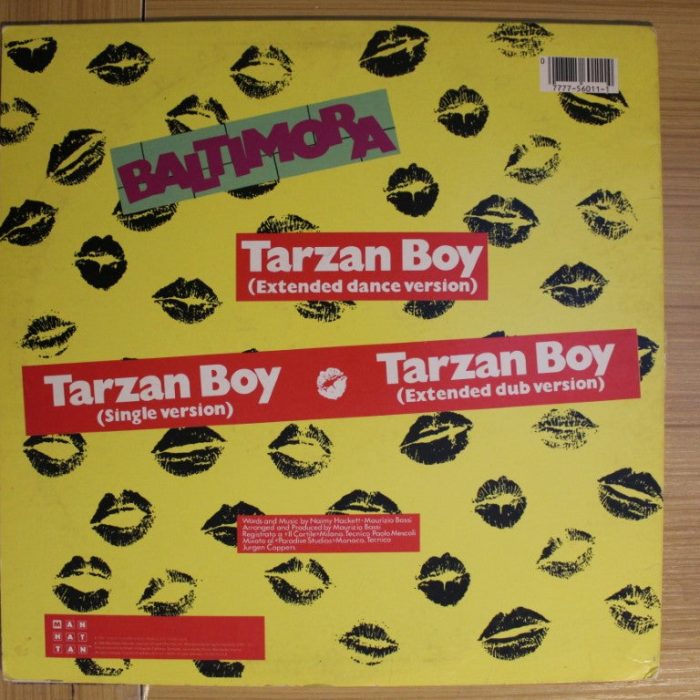 0
7777-56011-1
BALTIMORA
Tarzan Boy
(Extended dance version)
Tarzan Boy
(Single version)
Tarzan Boy
(Extended dub version)
Words and Music by Naimy Hackett - Maurizio Bassi
Arranged and Produced by Maurizio Bassi
Registrato a «Il Cortile» Milano. Tecnico Paolo Mescoli
Mixato al «Paradise Studios» Monaco. Tecnico
Jurgen Coppers.
MAN
HAT
TAN